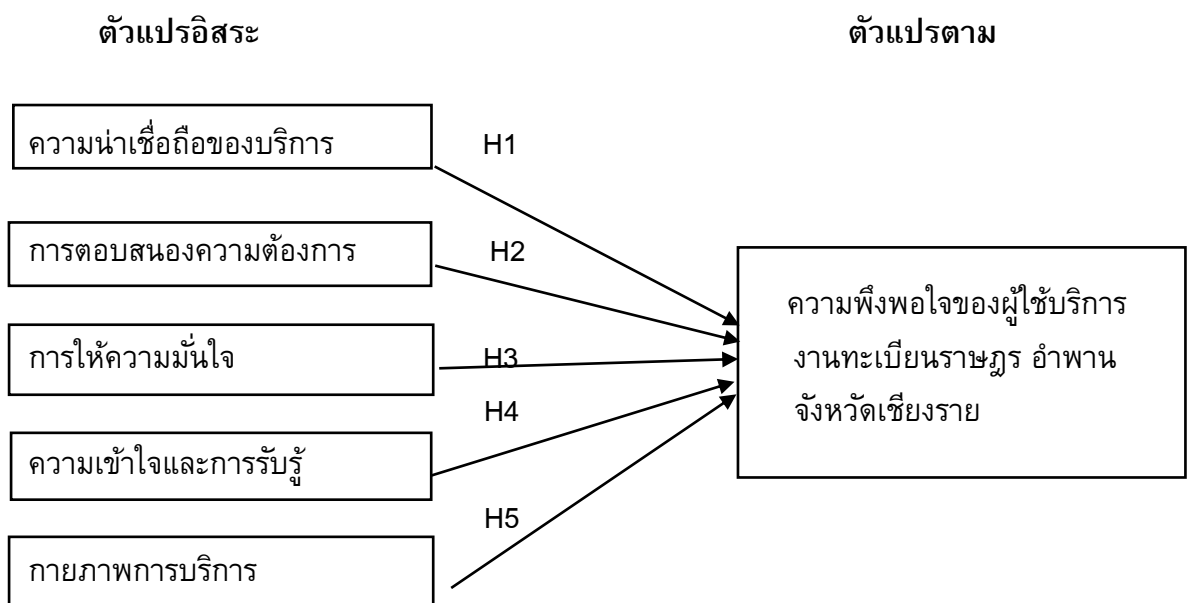 ตัวแปรอิสระ
ตัวแปรตาม
ความน่าเชื่อถือของบริการ
H1
การตอบสนองความต้องการ
H2
การให้ความมั่นใจ
H3
ความเข้าใจและการรับรู้
H4
กายภาพการบริการ
H5
ความพึงพอใจของผู้ใช้บริการ
งานทะเบียนราษฎร อำพาน
จังหวัดเชียงราย